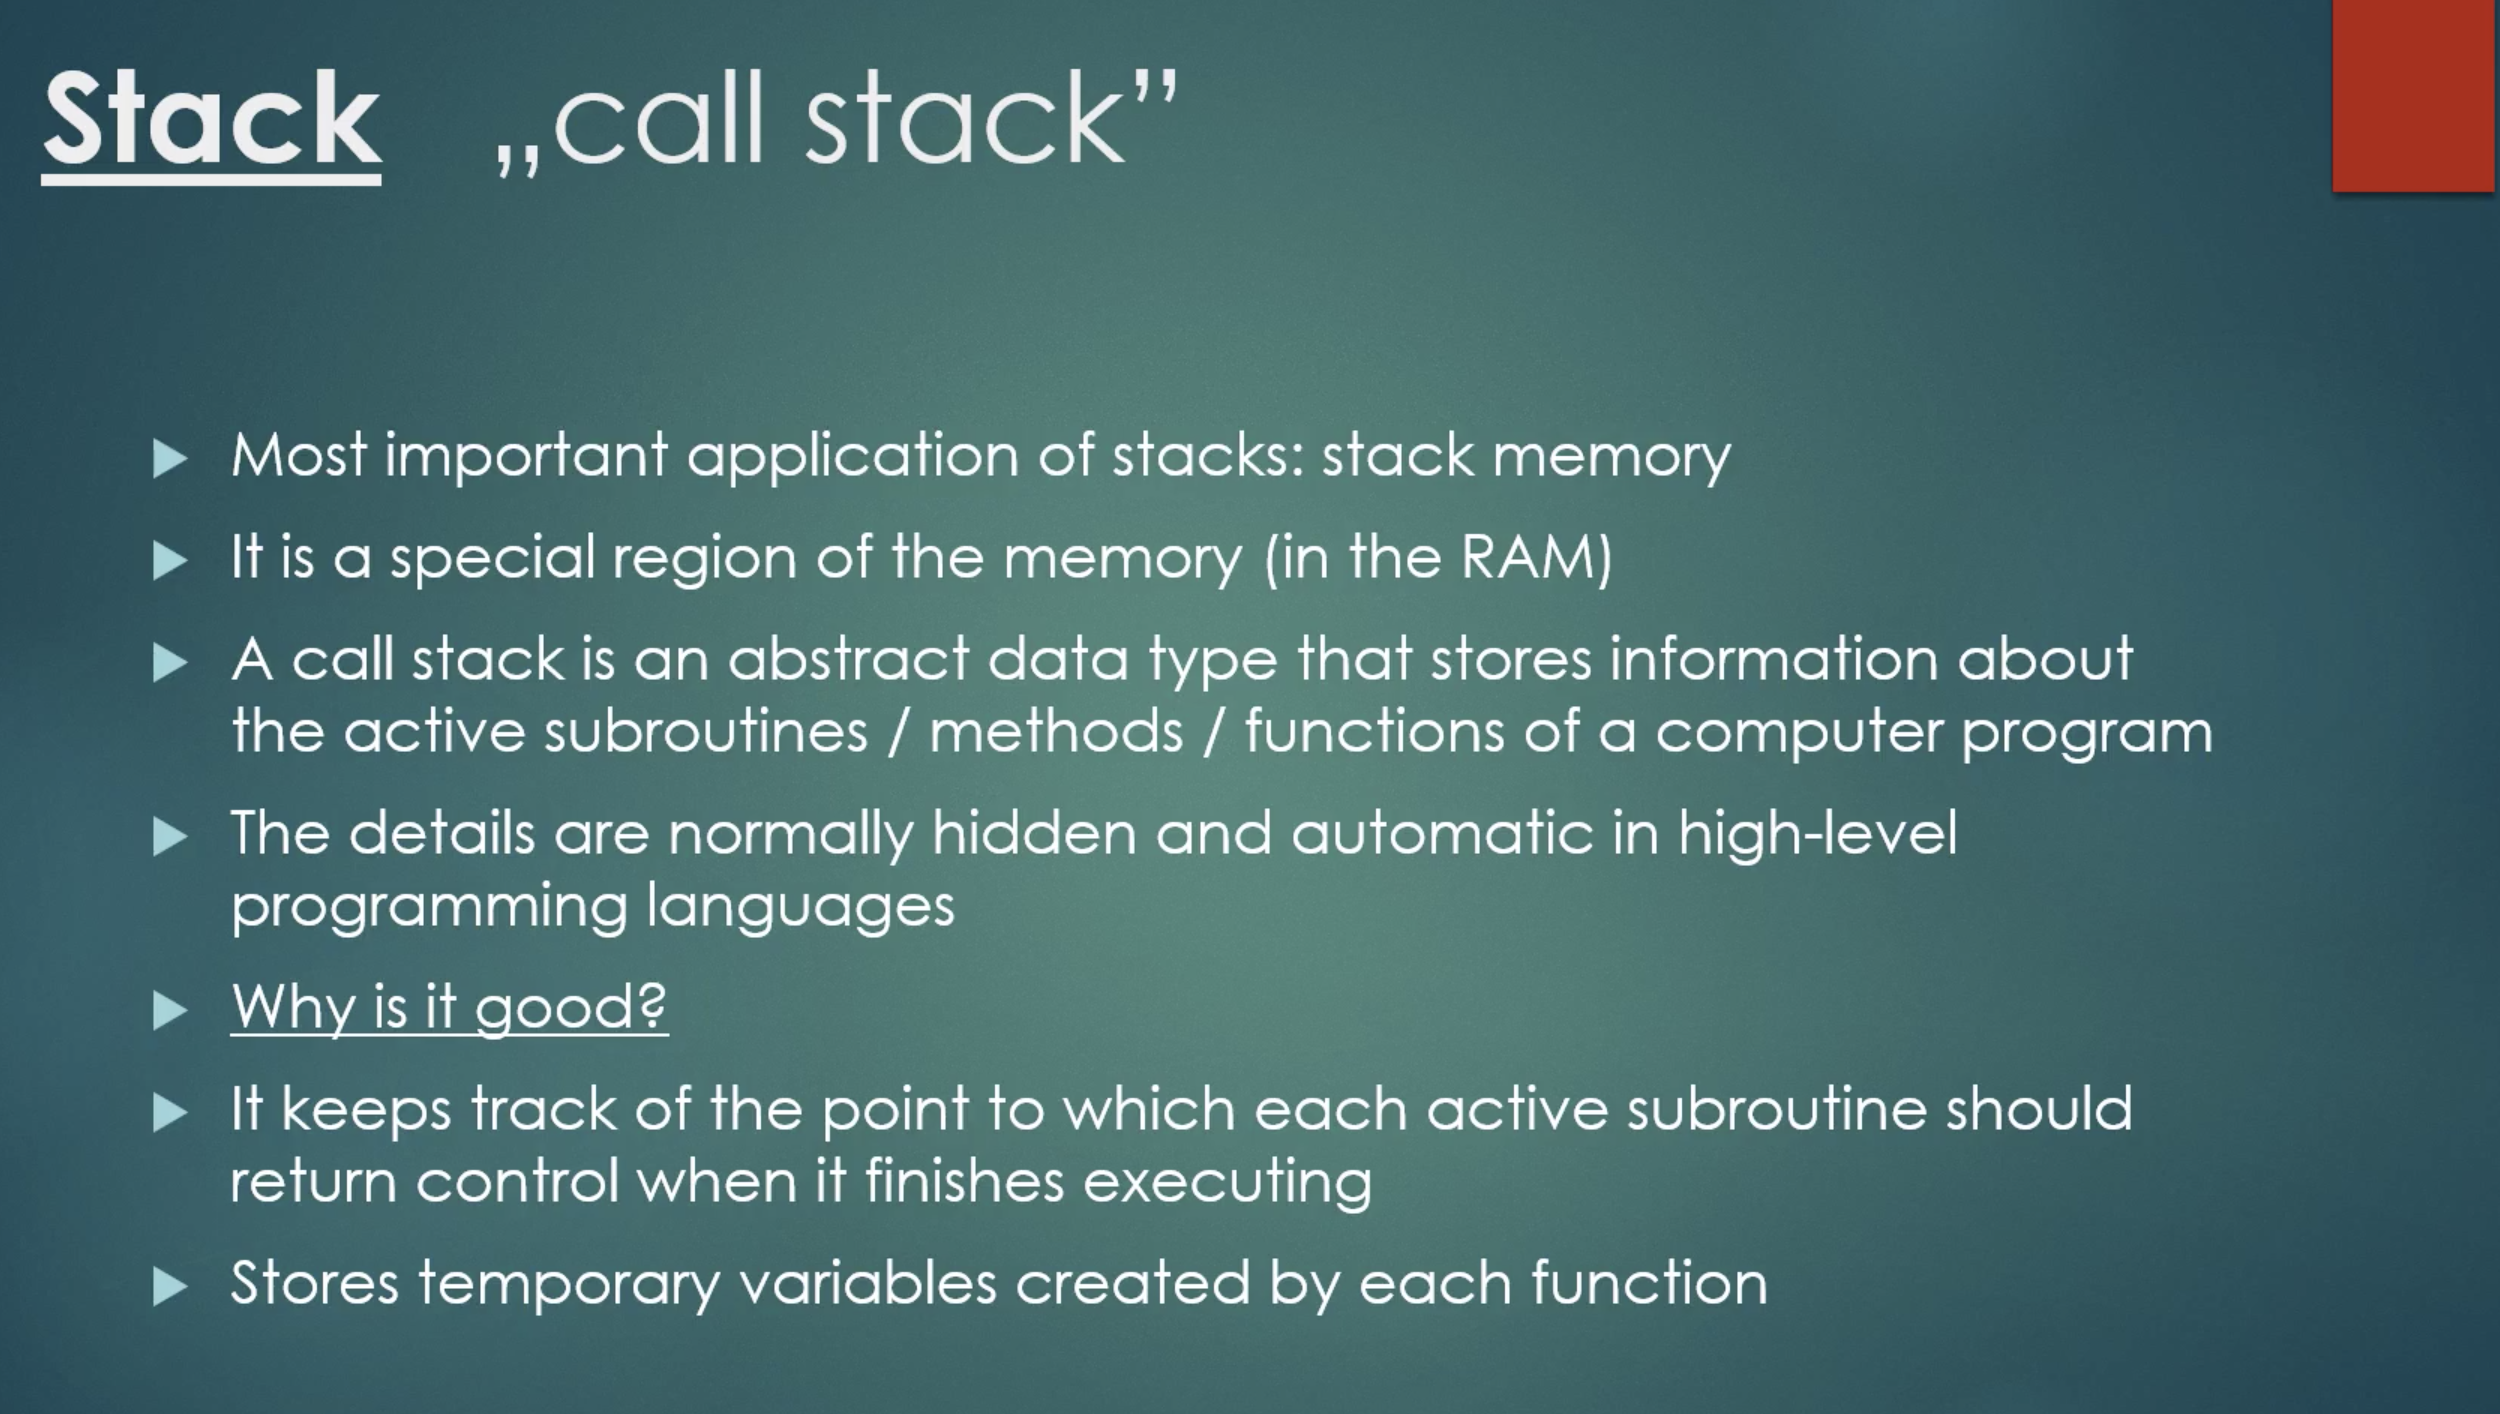 Stack „call stack”
Most important application of stacks: stack memory
It is a special region of the memory (in the RAM)
A call stack is an abstract data type that stores information about
the active subroutines / methods / functions of a computer program
The details are normally hidden and automatic in high-level
programming languages
Why is it good?
It keeps track of the point to which each active subroutine should
return control when it finishes executing
Stores temporary variables created by each function